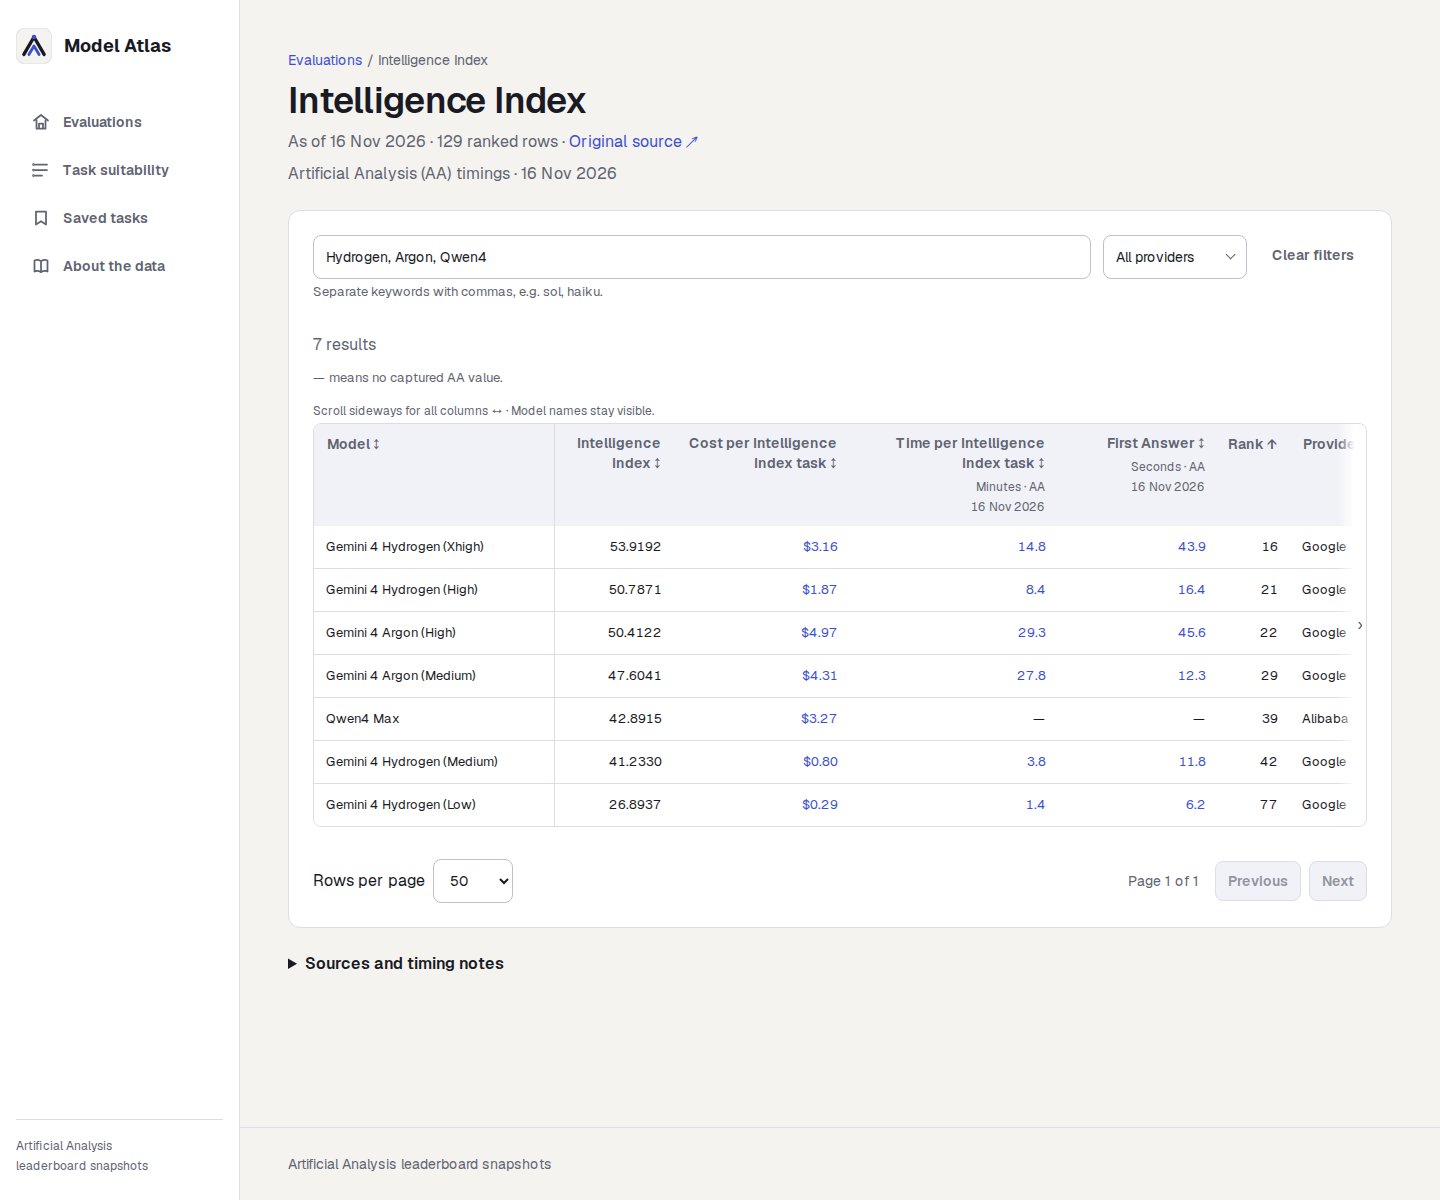 Model Atlas
Evaluations
Task suitability
Saved tasks
About the data
Artificial Analysis
leaderboard snapshots
Evaluations / Intelligence Index
Intelligence Index
As of 16 Nov 2026 · 129 ranked rows · Original source ↗
Artificial Analysis (AA) timings · 16 Nov 2026
Hydrogen, Argon, Qwen4
All providers
Clear filters
Separate keywords with commas, e.g. sol, haiku.
7 results
— means no captured AA value.
Scroll sideways for all columns ↔ · Model names stay visible.
Model ↕ Intelligence Index ↕ Cost per Intelligence Index task ↕ Time per Intelligence Index task ↕ Minutes · AA 16 Nov 2026 First Answer ↕ Seconds · AA 16 Nov 2026 Rank ↑ Provide
Gemini 4 Hydrogen (Xhigh) 53.9192 $3.16 14.8 43.9 16 Google
Gemini 4 Hydrogen (High) 50.7871 $1.87 8.4 16.4 21 Google
Gemini 4 Argon (High) 50.4122 $4.97 29.3 45.6 22 Google
Gemini 4 Argon (Medium) 47.6041 $4.31 27.8 12.3 29 Google
Qwen4 Max 42.8915 $3.27 — — 39 Alibaba
Gemini 4 Hydrogen (Medium) 41.2330 $0.80 3.8 11.8 42 Google
Gemini 4 Hydrogen (Low) 26.8937 $0.29 1.4 6.2 77 Google
Rows per page 50
Page 1 of 1 Previous Next
Sources and timing notes
Artificial Analysis leaderboard snapshots